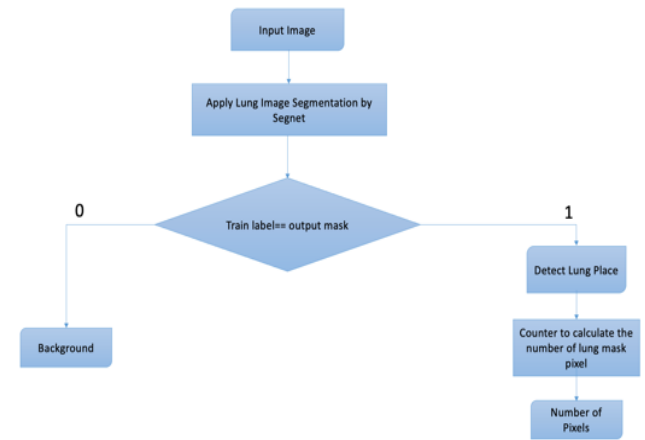 Input Image
Apply Lung Image Segmentation by
Segnet
Train label== output mask
0
1
Detect Lung Place
Counter to calculate the
number of lung mask
pixel
Background
Number of
Pixels